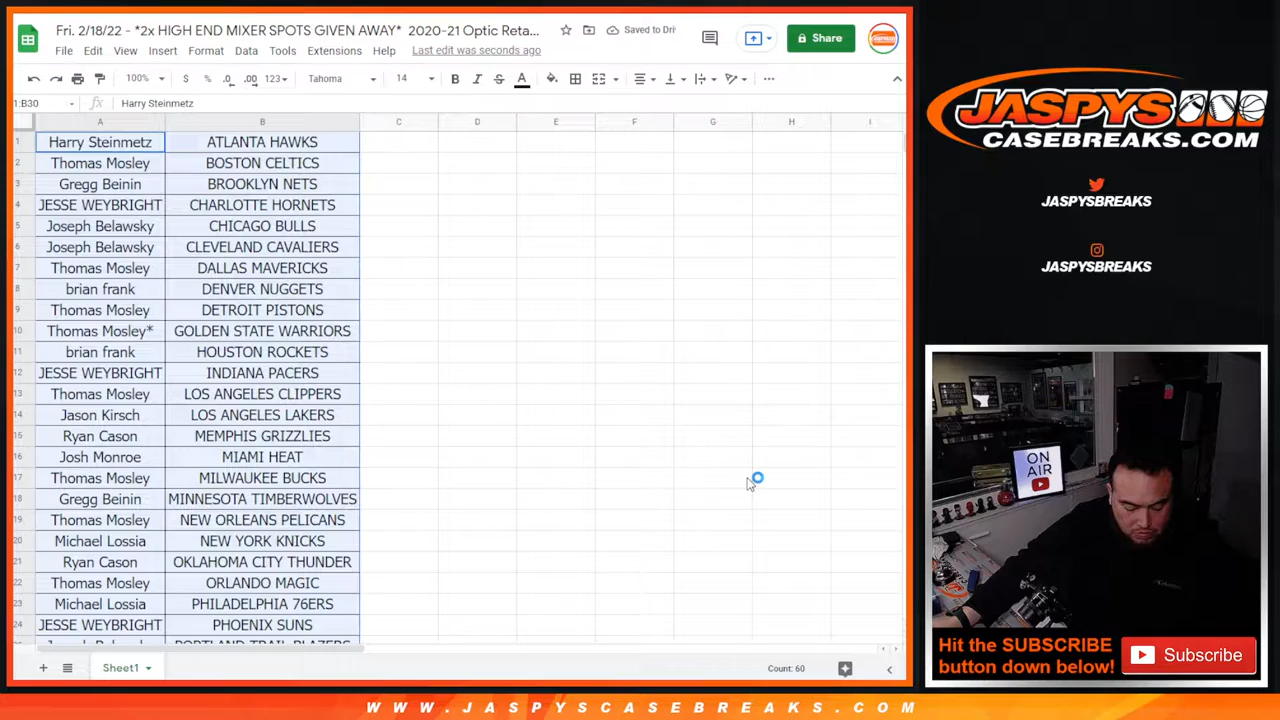 Fri. 2/18/22 - *2x HIGH END MIXER SPOTS GIVEN AWAY* 2020-21 Optic Reta...
Saved to Dri
File Edit View Insert Format Data Tools Extensions Help Last edit was seconds ago
Share
100% $ % .0 .00 123 Tahoma 14 B I S A
1:B30 fx Harry Steinmetz
A B C D E F G H I
1 Harry Steinmetz ATLANTA HAWKS
2 Thomas Mosley BOSTON CELTICS
3 Gregg Beinin BROOKLYN NETS
4 JESSE WEYBRIGHT CHARLOTTE HORNETS
5 Joseph Belawsky CHICAGO BULLS
6 Joseph Belawsky CLEVELAND CAVALIERS
7 Thomas Mosley DALLAS MAVERICKS
8 brian frank DENVER NUGGETS
9 Thomas Mosley DETROIT PISTONS
10 Thomas Mosley* GOLDEN STATE WARRIORS
11 brian frank HOUSTON ROCKETS
12 JESSE WEYBRIGHT INDIANA PACERS
13 Thomas Mosley LOS ANGELES CLIPPERS
14 Jason Kirsch LOS ANGELES LAKERS
15 Ryan Cason MEMPHIS GRIZZLIES
16 Josh Monroe MIAMI HEAT
17 Thomas Mosley MILWAUKEE BUCKS
18 Gregg Beinin MINNESOTA TIMBERWOLVES
19 Thomas Mosley NEW ORLEANS PELICANS
20 Michael Lossia NEW YORK KNICKS
21 Ryan Cason OKLAHOMA CITY THUNDER
22 Thomas Mosley ORLANDO MAGIC
23 Michael Lossia PHILADELPHIA 76ERS
24 JESSE WEYBRIGHT PHOENIX SUNS
PORTLAND TRAIL BLAZERS
Sheet1
Count: 60
JASPYS
CASEBREAKS.COM
JASPYSBREAKS
JASPYSBREAKS
ON
AIR
Hit the SUBSCRIBE
button down below!
Subscribe
WWW.JASPYSCASEBREAKS.COM